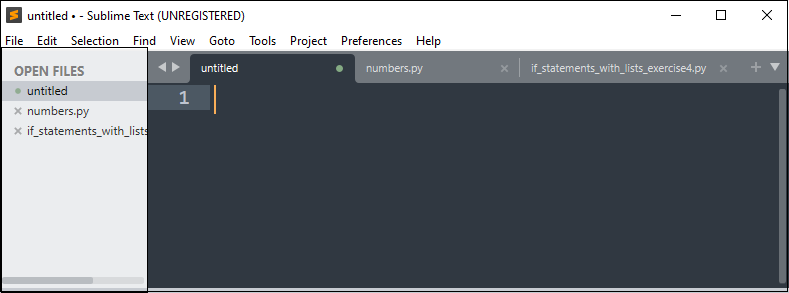 untitled • - Sublime Text (UNREGISTERED)
File Edit Selection Find View Goto Tools Project Preferences Help
OPEN FILES
untitled
numbers.py
if_statements_with_lists
untitled numbers.py if_statements_with_lists_exercise4.py
1